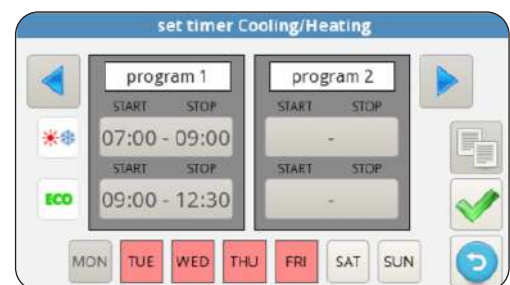 set timer Cooling/Heating
program 1 program 2
START STOP START STOP
07:00 - 09:00 -
START STOP START STOP
ECO 09:00 - 12:30 -
MON TUE WED THU FRI SAT SUN